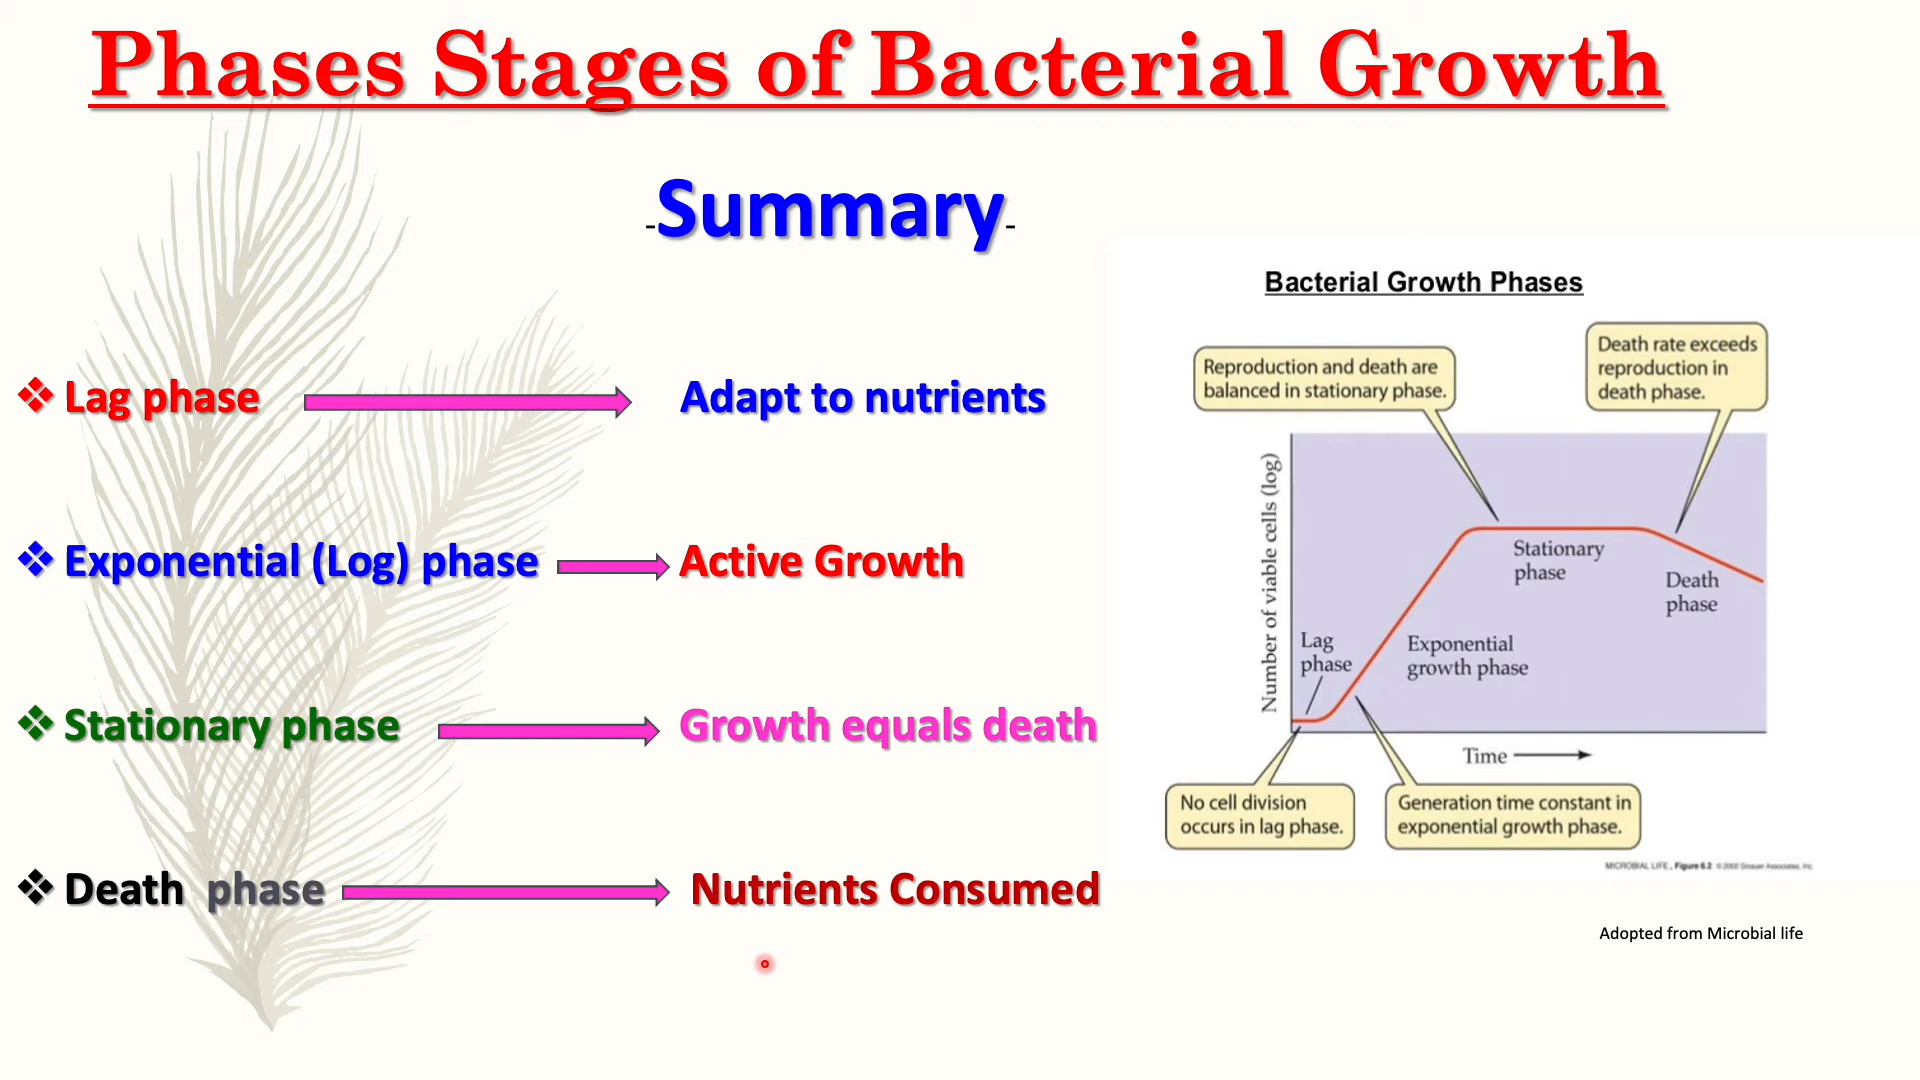 Phases Stages of Bacterial Growth
-Summary-
❖ Lag phase
Adapt to nutrients
❖ Exponential (Log) phase
Active Growth
❖ Stationary phase
Growth equals death
❖ Death phase
Nutrients Consumed
Bacterial Growth Phases
Reproduction and death are
balanced in stationary phase.
Death rate exceeds
reproduction in
death phase.
Number of viable cells (log)
Stationary
phase
Death
phase
Lag
phase
Exponential
growth phase
Time
No cell division
occurs in lag phase.
Generation time constant in
exponential growth phase.
MICROBIAL LIFE, Figure 6.2 © 2002 Sinauer Associates, Inc
Adopted from Microbial life